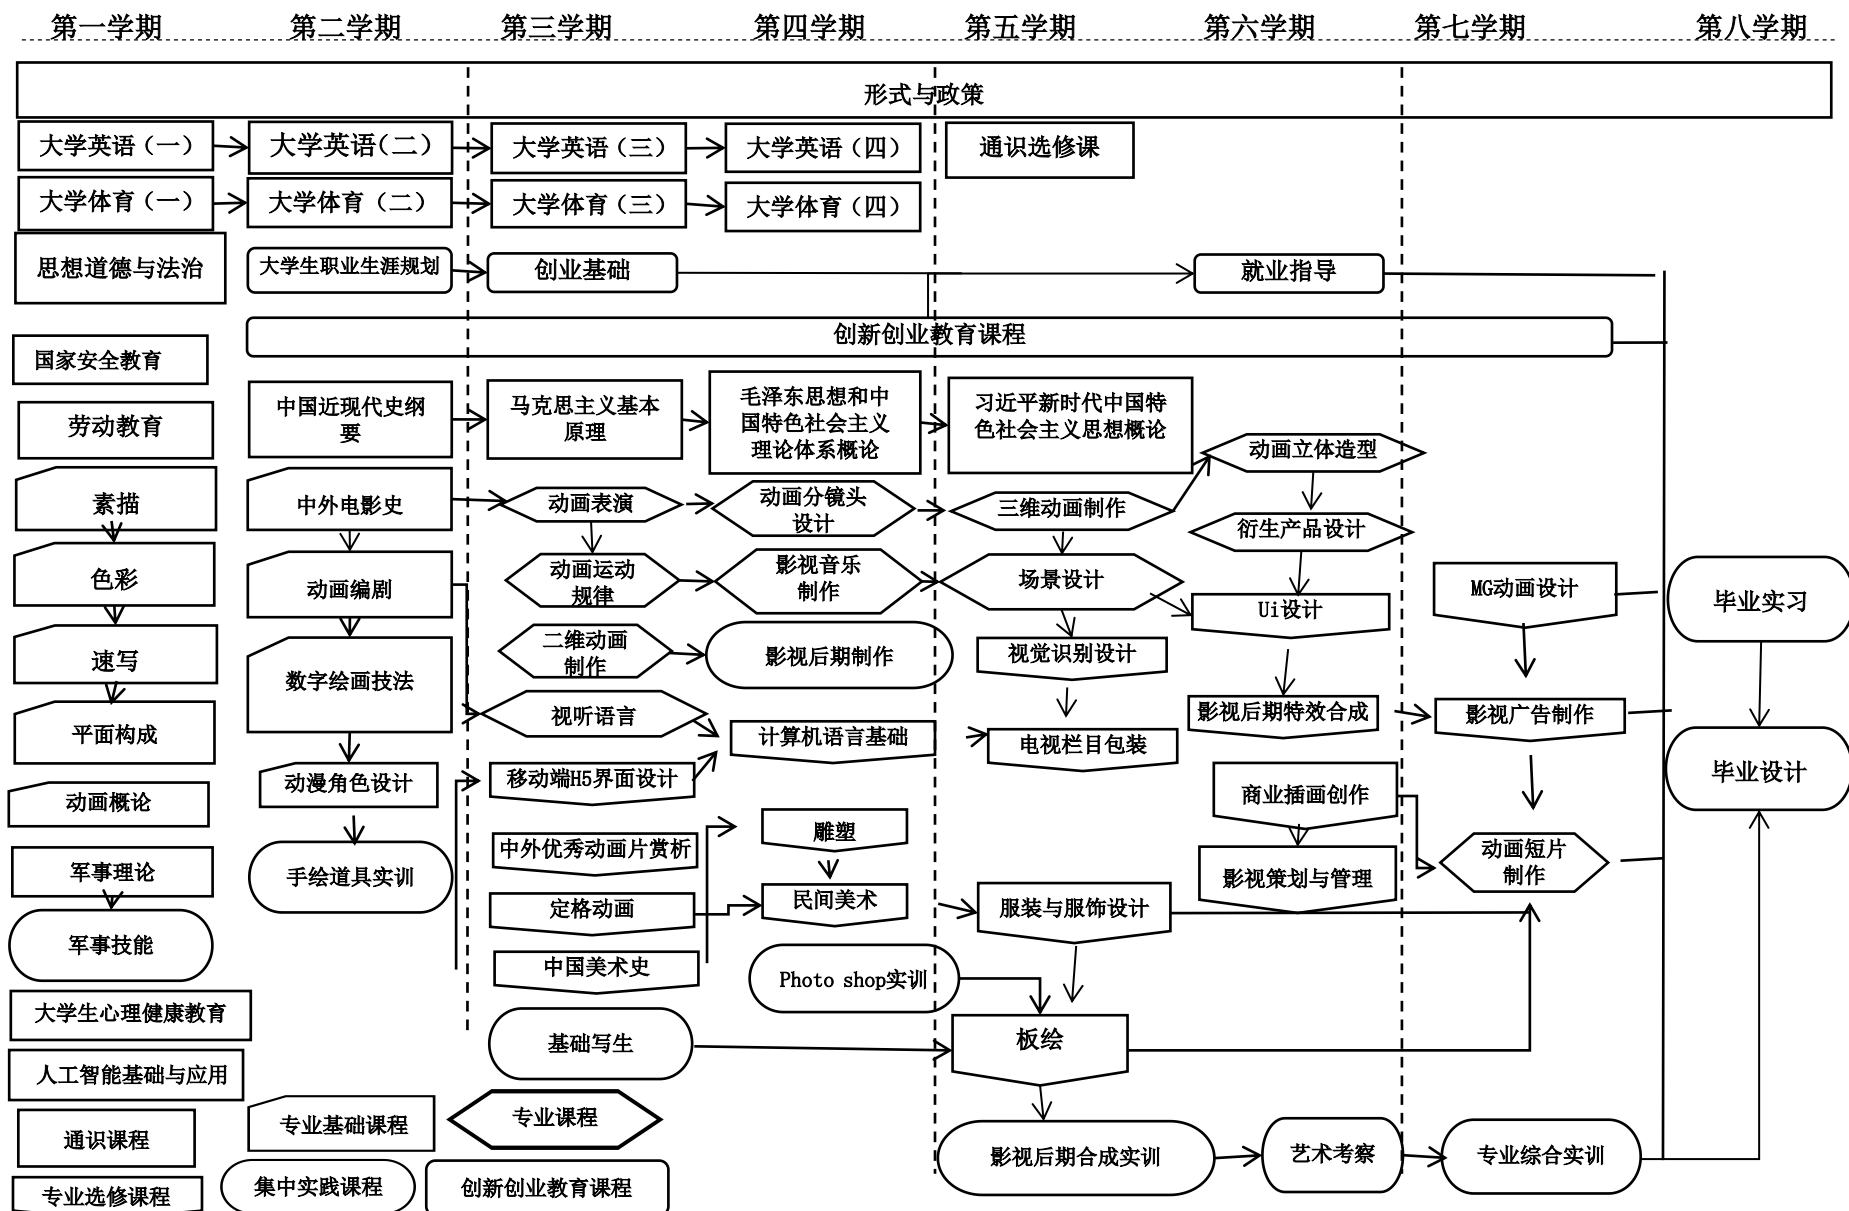 第一学期
第二学期
第三学期
第四学期
第五学期
第六学期
第七学期
第八学期
形式与政策
大学英语（一）
大学英语（二）
大学英语（三）
大学英语（四）
通识选修课
大学体育（一）
大学体育（二）
大学体育（三）
大学体育（四）
思想道德与法治
大学生职业生涯规划
创业基础
就业指导
创新创业教育课程
国家安全教育
劳动教育
中国近现代史纲
要
马克思主义基本
原理
毛泽东思想和中
国特色社会主义
理论体系概论
习近平新时代中国特
色社会主义思想概论
动画立体造型
素描
中外电影史
动画表演
动画分镜头
设计
三维动画制作
衍生产品设计
色彩
动画编剧
动画运动
规律
影视音乐
制作
场景设计
Ui设计
MG动画设计
毕业实习
速写
数字绘画技法
二维动画
制作
影视后期制作
视觉识别设计
平面构成
视听语言
计算机语言基础
电视栏目包装
影视后期特效合成
影视广告制作
毕业设计
动画概论
动漫角色设计
移动端H5界面设计
商业插画创作
军事理论
手绘道具实训
中外优秀动画片赏析
雕塑
影视策划与管理
动画短片
制作
军事技能
定格动画
民间美术
服装与服饰设计
中国美术史
Photo shop实训
大学生心理健康教育
基础写生
板绘
人工智能基础与应用
通识课程
专业基础课程
专业课程
影视后期合成实训
艺术考察
专业综合实训
专业选修课程
集中实践课程
创新创业教育课程